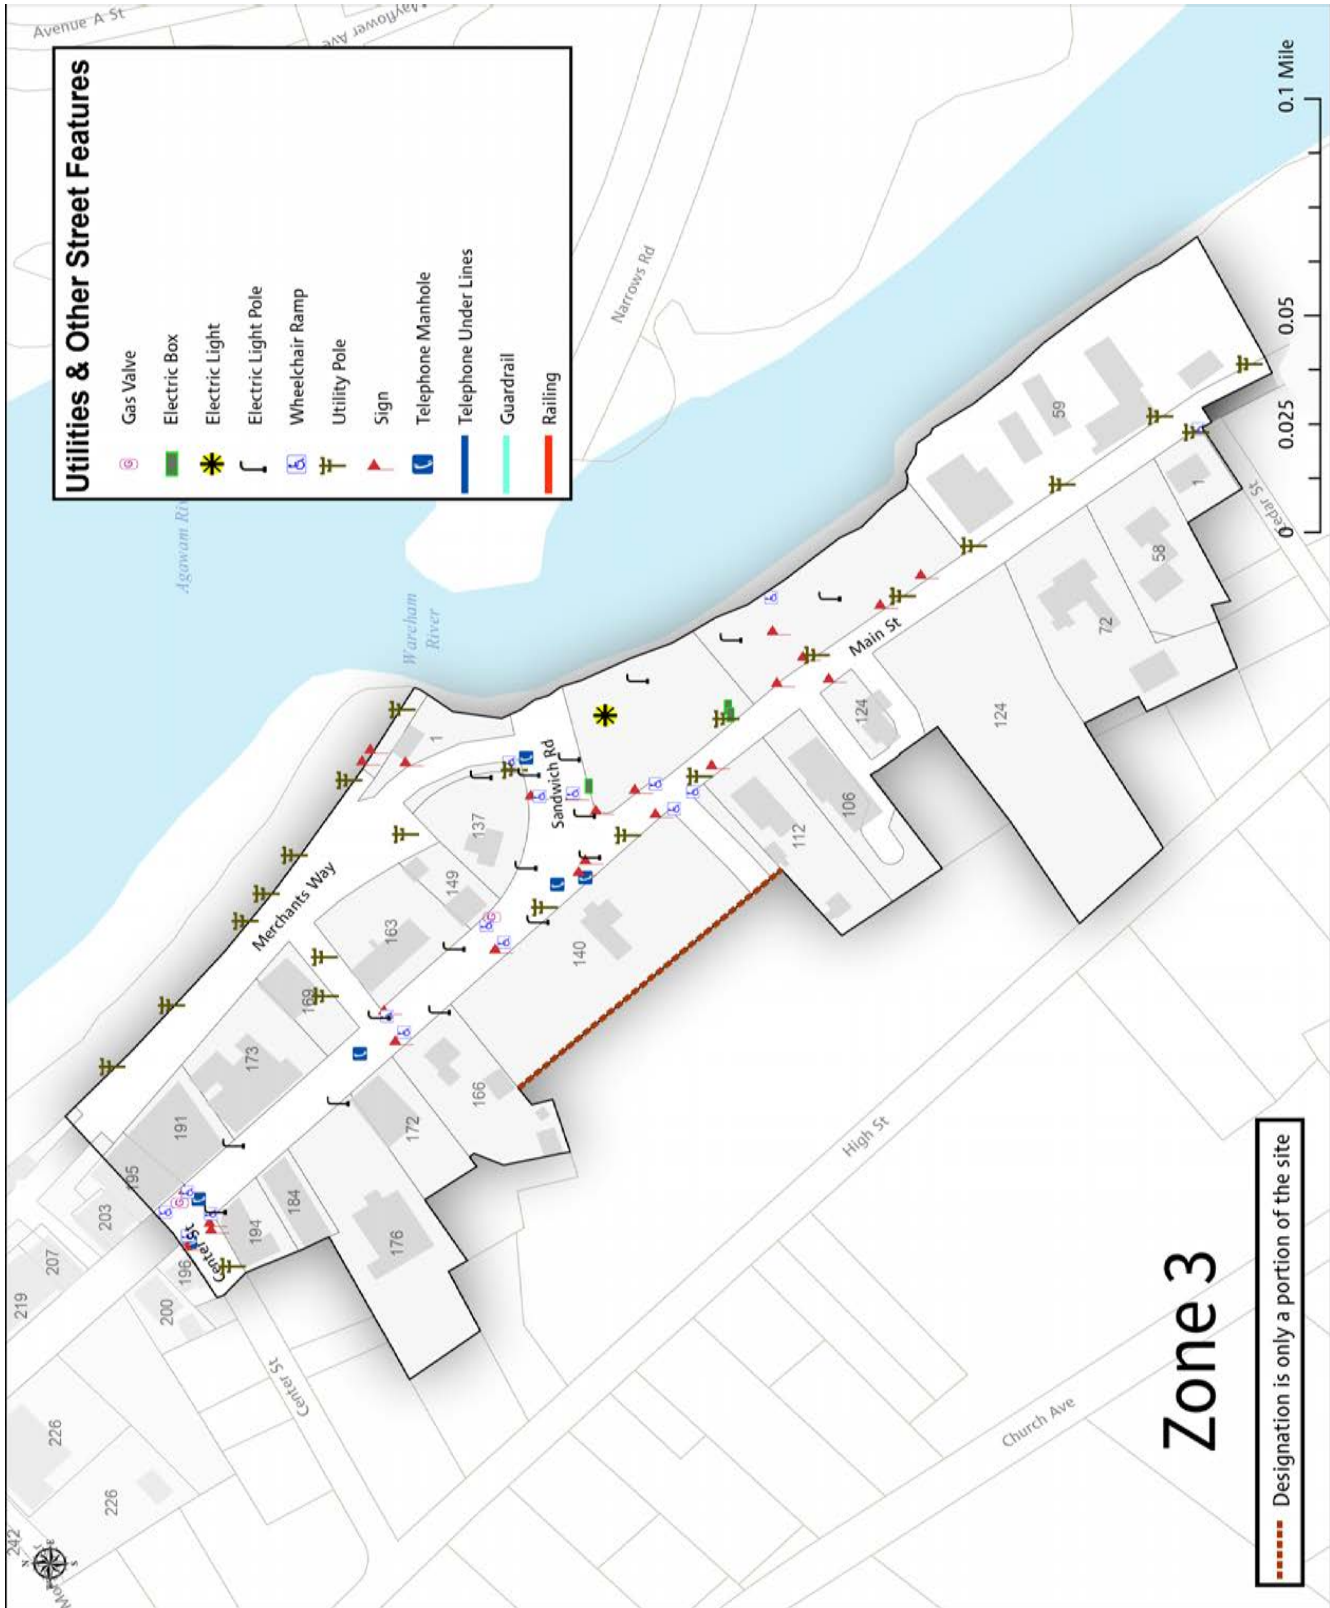 Utilities & Other Street Features
Gas Valve
Electric Box
Electric Light
Electric Light Pole
Wheelchair Ramp
Utility Pole
Sign
Telephone Manhole
Telephone Under Lines
Guardrail
Railing
Avenue A St
Mayflower Ave
Narrows Rd
Wareham
River
Merchants Way
Sandwich Rd
Main St
Center St
Center St
High St
Church Ave
242
226
226
219
207
203
200
196
195
194
191
184
176
173
172
169
166
163
149
140
137
1
112
106
124
124
72
58
59
1
0
0.025
0.05
0.1 Mile
Zone 3
Designation is only a portion of the site
N
S